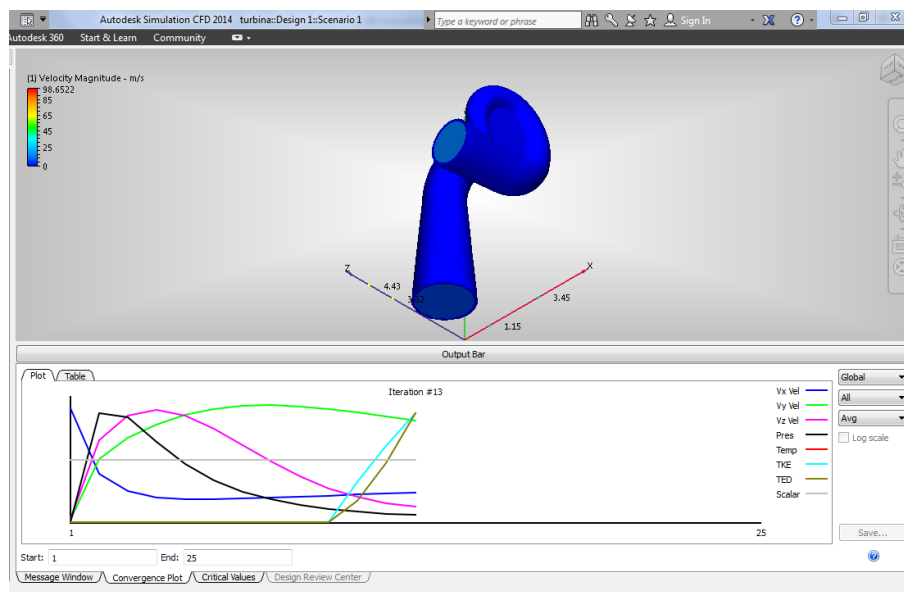 Autodesk Simulation CFD 2014 turbina::Design 1::Scenario 1
Type a keyword or phrase
Sign In
Autodesk 360 Start & Learn Community
(1) Velocity Magnitude - m/s
98.6522
85
65
45
25
0
Z
X
4.43
3.45
1.15
Output Bar
Plot Table
Iteration #13
Global
All
Avg
Log scale
Vx Vel
Vy Vel
Vz Vel
Pres
Temp
TKE
TED
Scalar
1 25
Save...
Start: 1 End: 25
Message Window Convergence Plot Critical Values Design Review Center